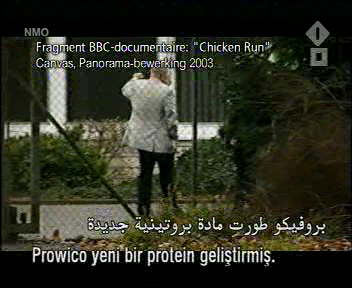 NMO
Fragment BBC-documentaire: "Chicken Run"
Canvas, Panorama-bewerking 2003
بروفيكو طورت مادة بروتينية جديدة
Prowico yeni bir protein geliştirmiş.